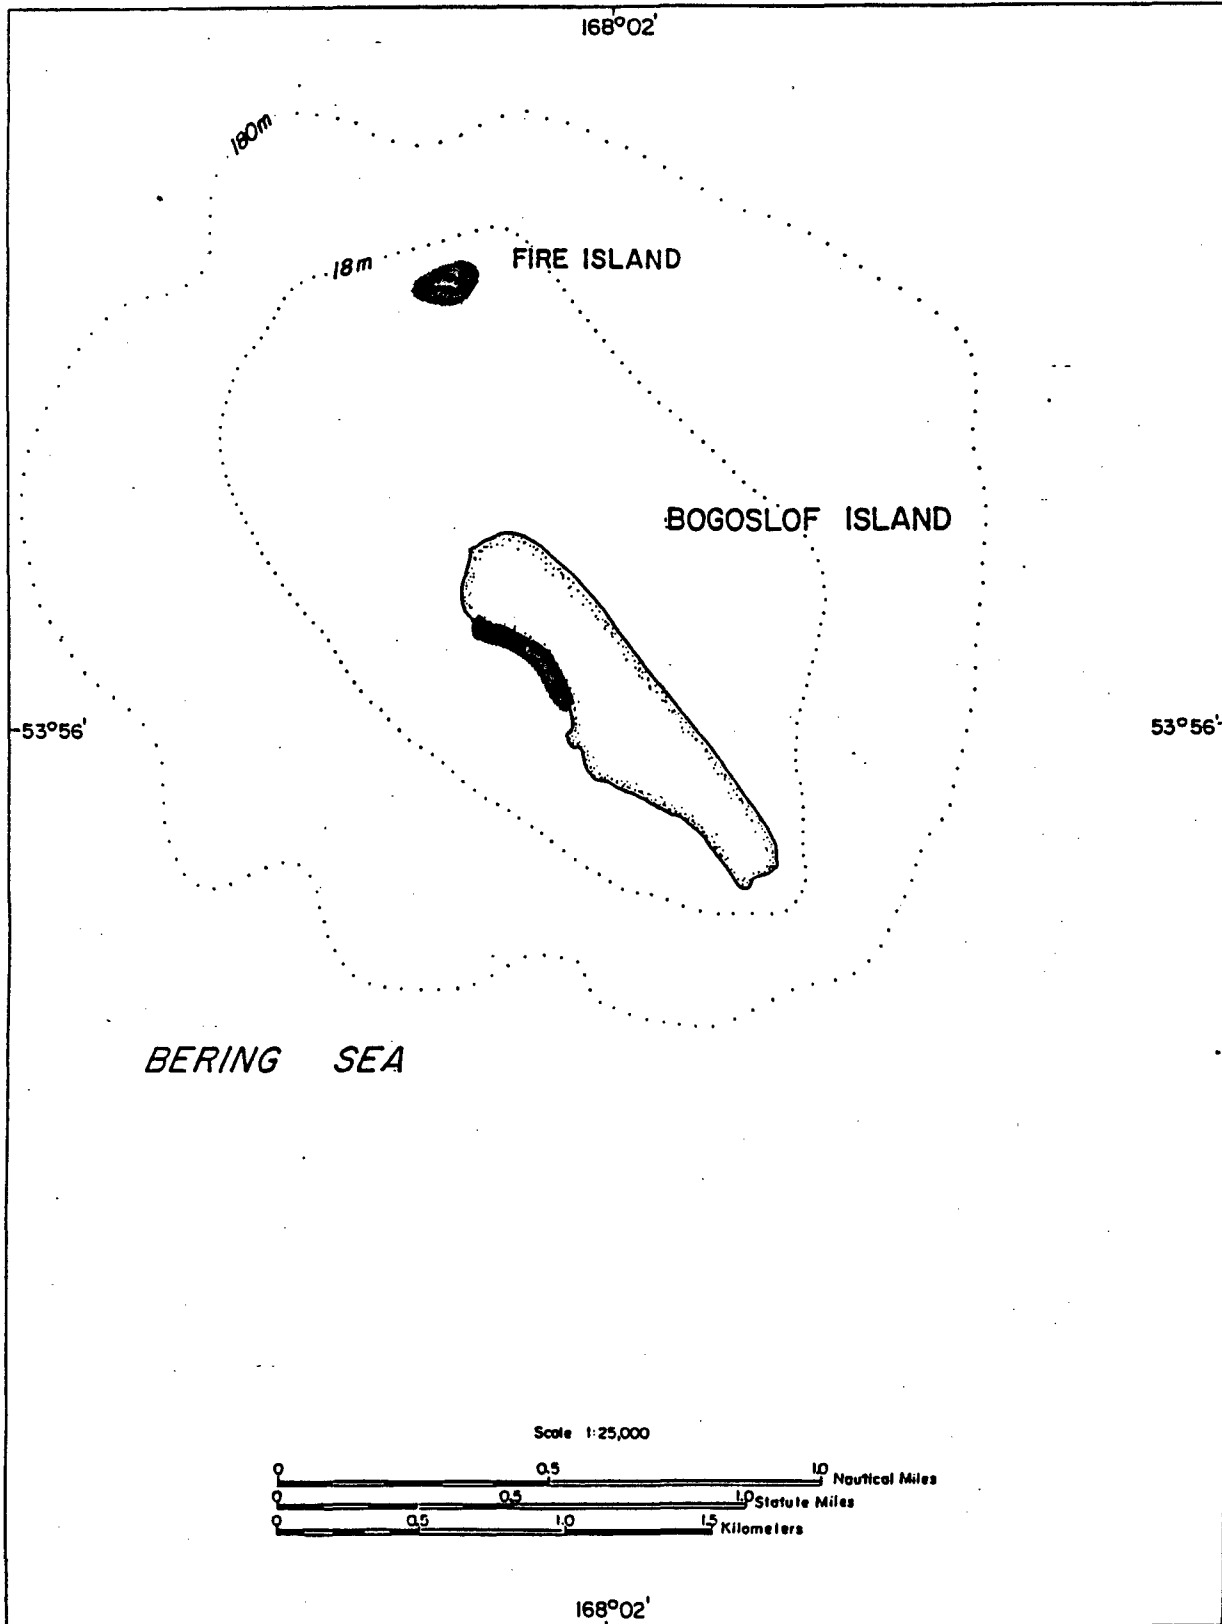 168°02'
180m
18m
FIRE ISLAND
BOGOSLOF ISLAND
53°56'
53°56'
BERING SEA
Scale 1:25,000
0 0.5 1.0 Nautical Miles
0 0.5 1.0 Statute Miles
0 0.5 1.0 1.5 Kilometers
168°02'